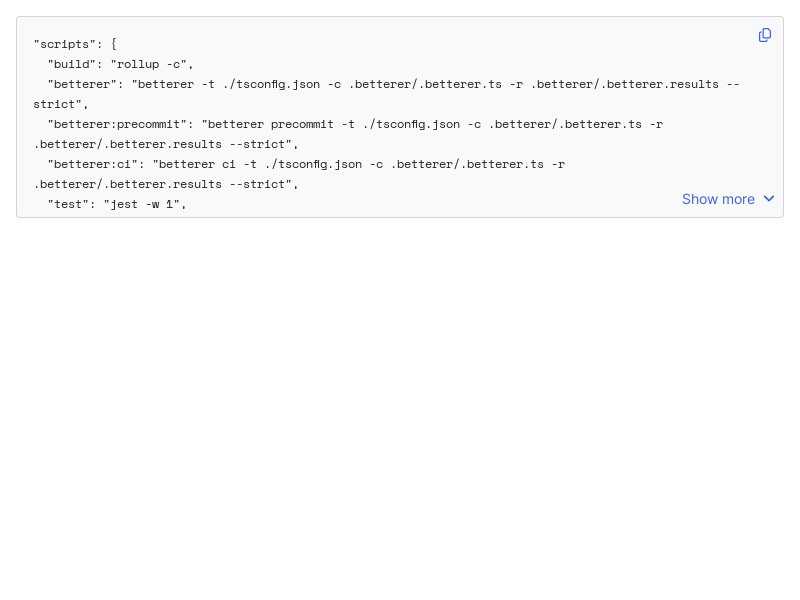 "scripts": {
  "build": "rollup -c",
  "betterer": "betterer -t ./tsconfig.json -c .betterer/.betterer.ts -r .betterer/.betterer.results --
strict",
  "betterer:precommit": "betterer precommit -t ./tsconfig.json -c .betterer/.betterer.ts -r
.betterer/.betterer.results --strict",
  "betterer:ci": "betterer ci -t ./tsconfig.json -c .betterer/.betterer.ts -r
.betterer/.betterer.results --strict",
  "test": "jest -w 1",
Show more